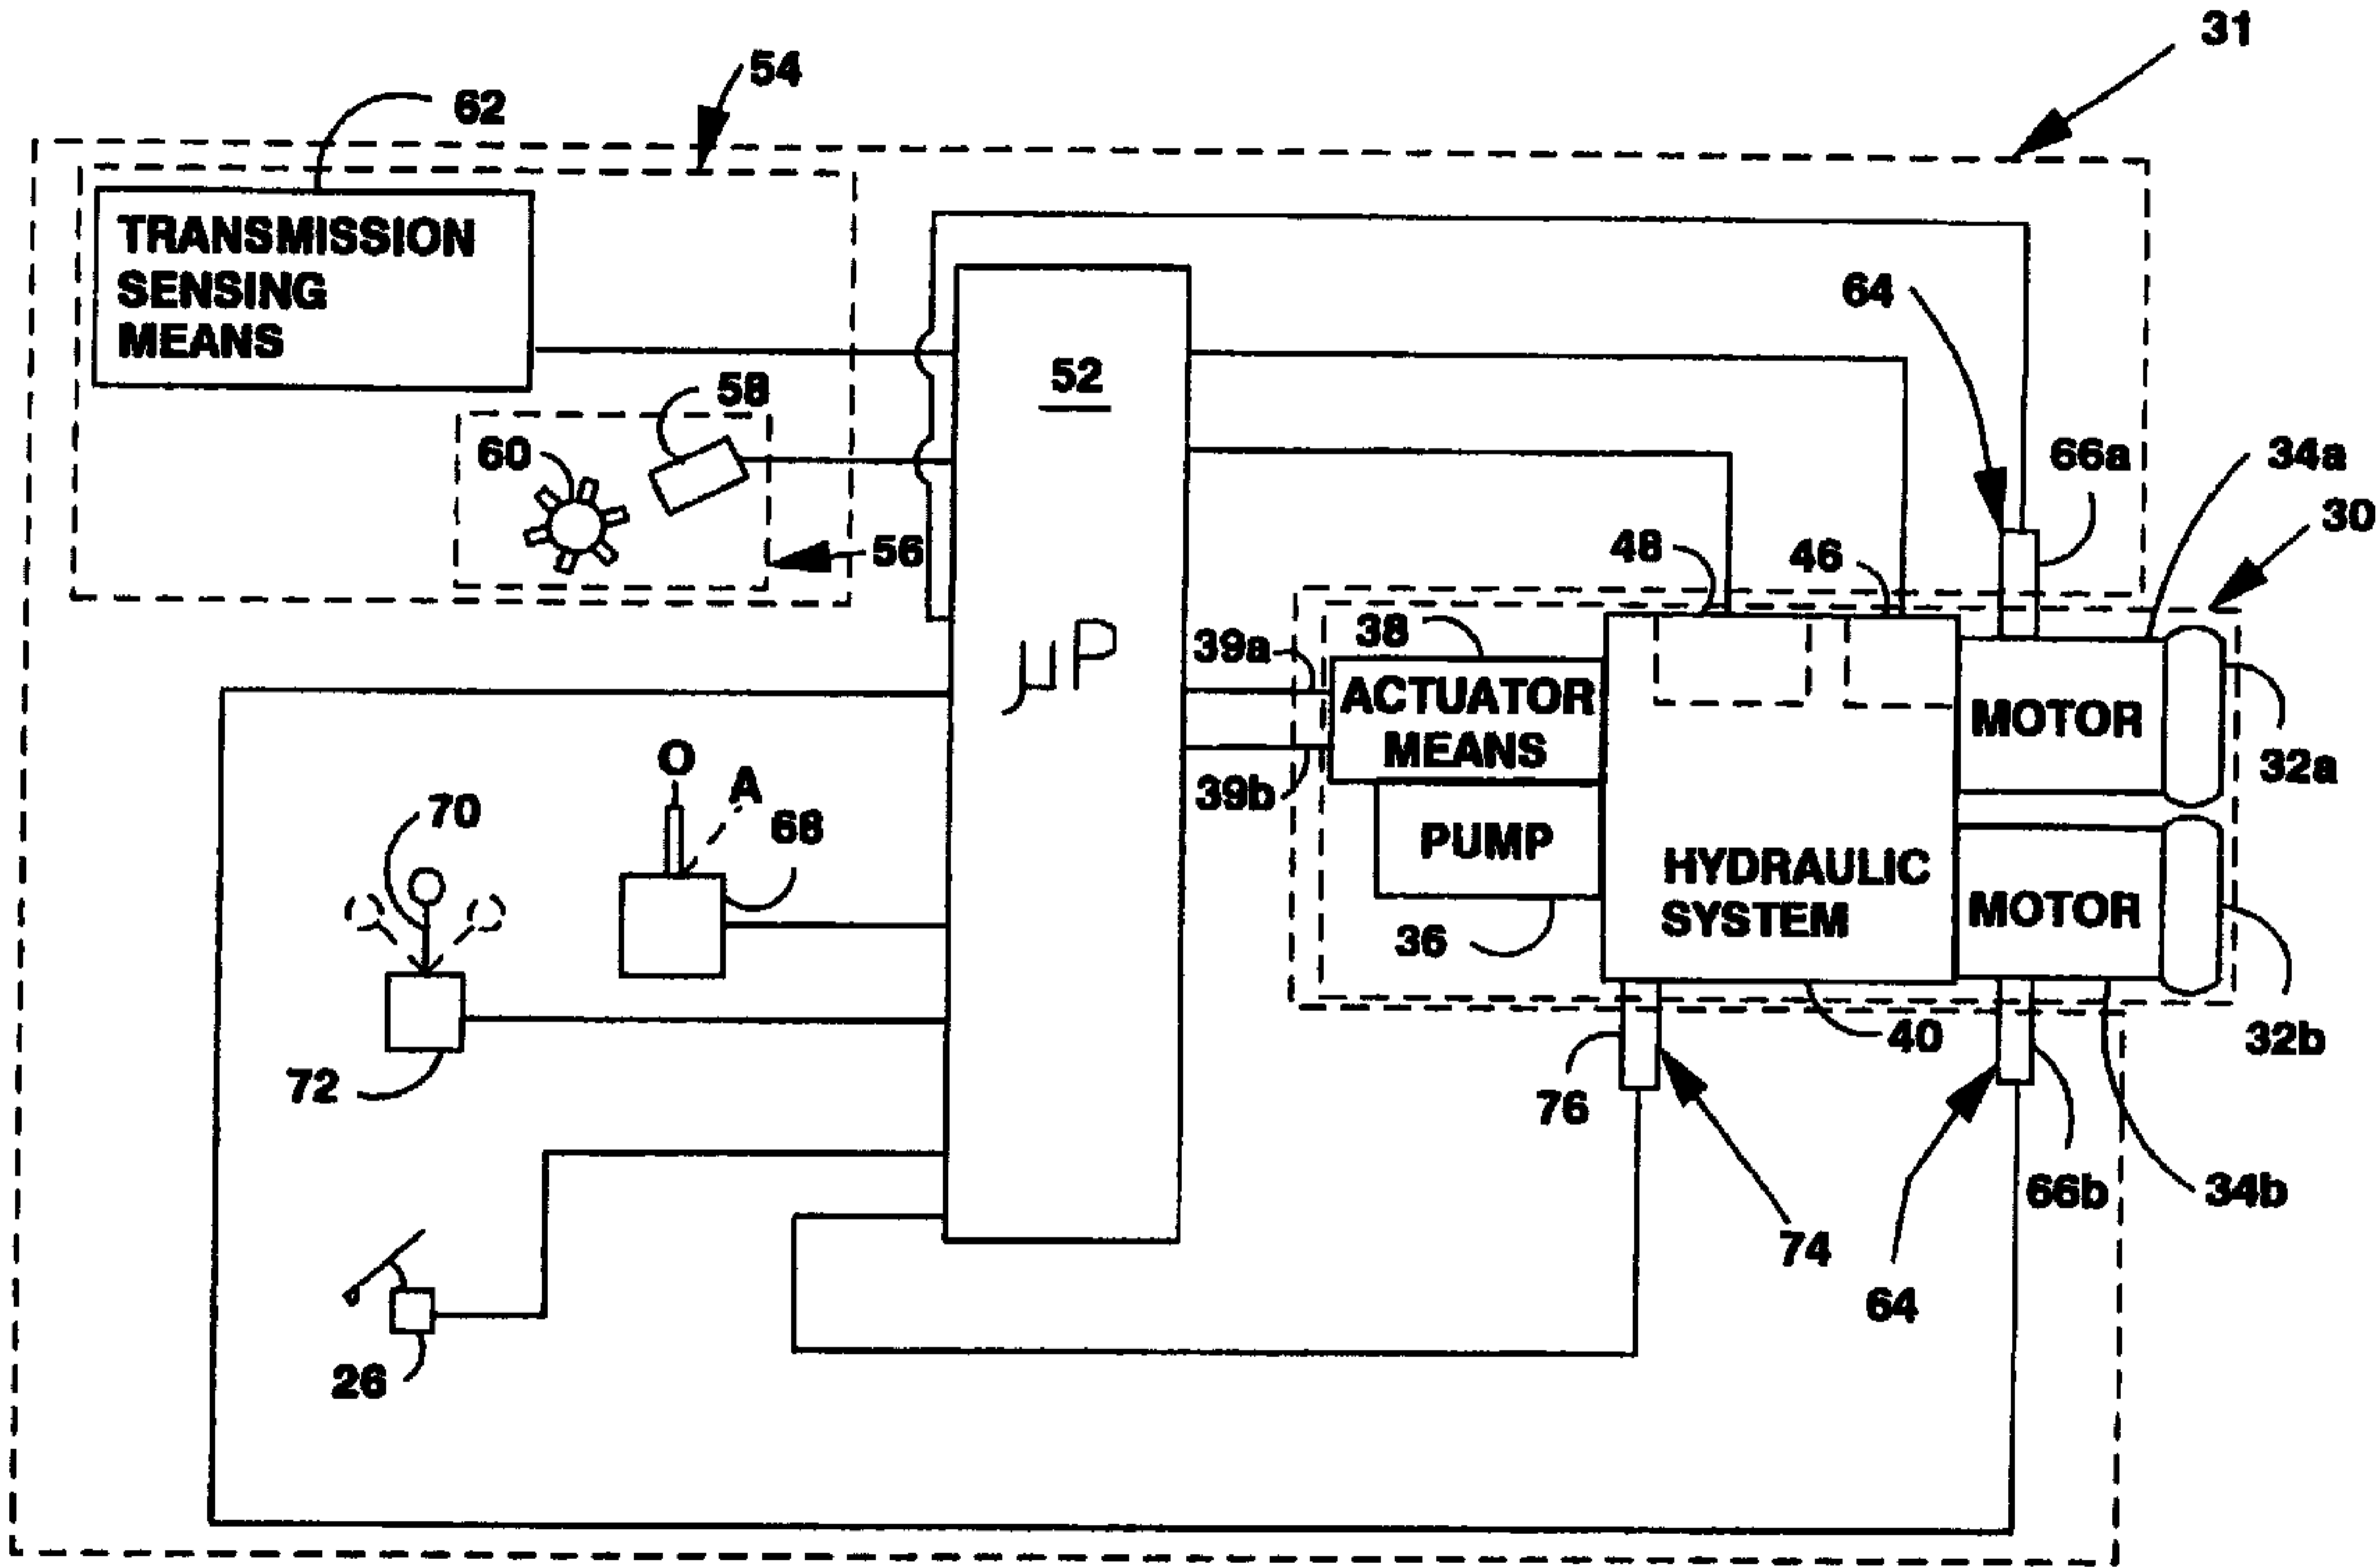 31
54
62
TRANSMISSION
SENSING
MEANS
64
52
58
60
66a
34a
30
48
46
56
39a
38
µP
ACTUATOR
MEANS
MOTOR
32a
39b
O
A
68
70
PUMP
HYDRAULIC
SYSTEM
MOTOR
36
40
32b
72
76
66b
34b
74
64
26